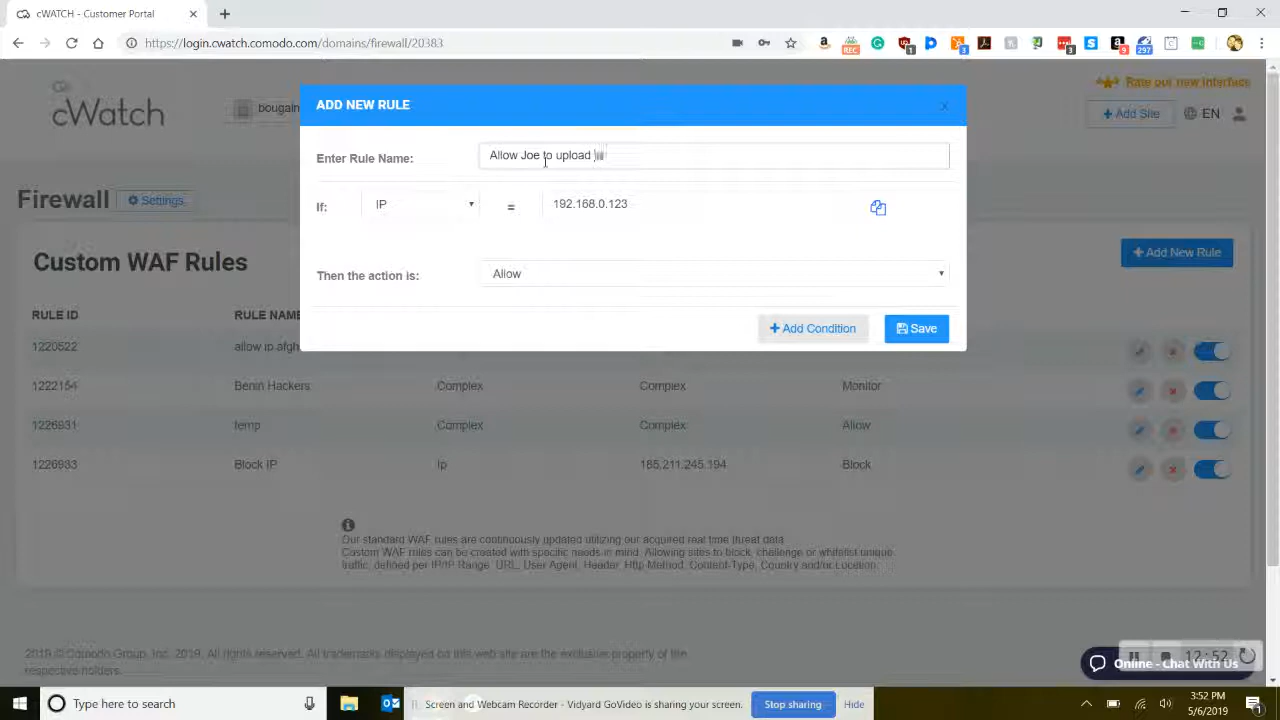 cWATCH - Customer Portal
https://login.cwatch.comodo.com/domains/firewall/20383
REC
1
3
3
9
297
cWatch
bougain
Rate our new interface
+ Add Site
EN
ADD NEW RULE
x
Enter Rule Name:
Allow Joe to upload
If:
IP
=
192.168.0.123
Then the action is:
Allow
+ Add Condition
Save
Firewall
Settings
Custom WAF Rules
+ Add New Rule
RULE ID
RULE NAME
1220522
allow ip afgh
1222154
Benin Hackers
Complex
Complex
Monitor
1226931
temp
Complex
Complex
Allow
1226933
Block IP
Ip
185.211.245.194
Block
Our standard WAF rules are continuously updated utilizing our acquired real time threat data.
Custom WAF rules can be created with specific needs in mind. Allowing sites to block, challenge or whitelist unique
traffic, defined per IP/IP Range, URL, User Agent, Header, Http Method, Content-Type, Country and/or Location.
2019 © Comodo Group, Inc. 2019. All rights reserved. All trademarks displayed on this web site are the exclusive property of the
respective holders.
12:52
Online - Chat With Us
Type here to search
Screen and Webcam Recorder - Vidyard GoVideo is sharing your screen.
Stop sharing
Hide
3:52 PM
5/6/2019
1